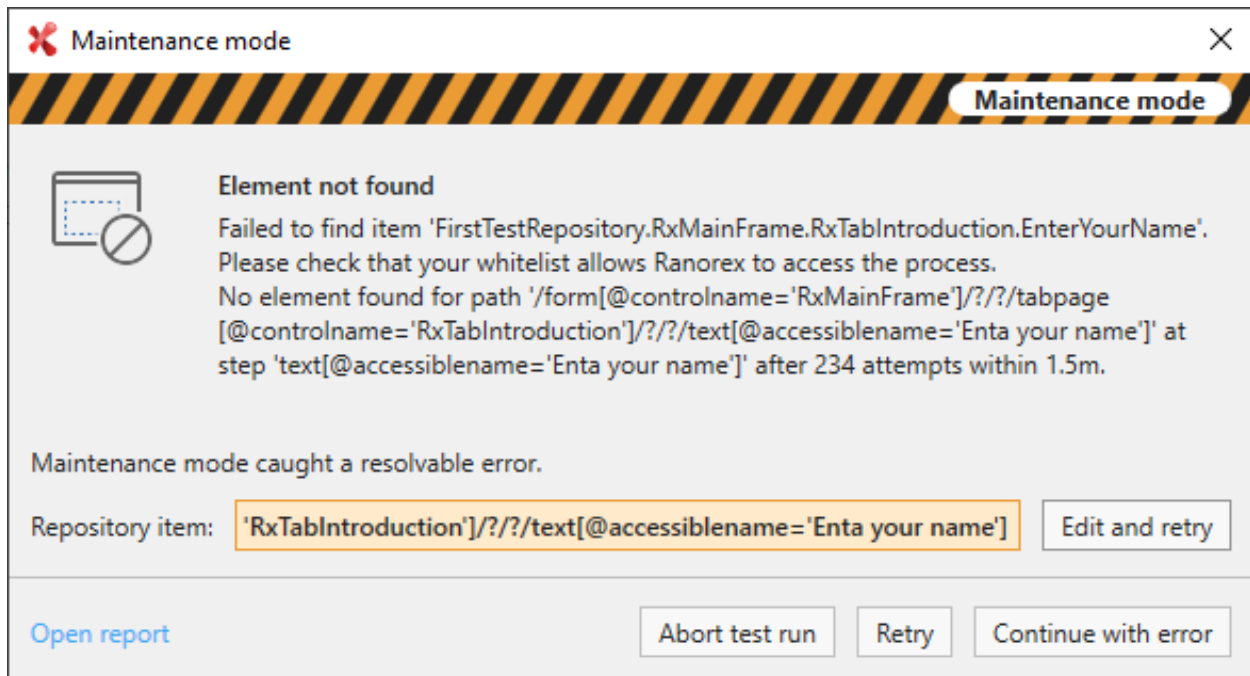 Maintenance mode
Maintenance mode
Element not found
Failed to find item 'FirstTestRepository.RxMainFrame.RxTabIntroduction.EnterYourName'.
Please check that your whitelist allows Ranorex to access the process.
No element found for path '/form[@controlname='RxMainFrame']/?/?/tabpage
[@controlname='RxTabIntroduction']/?/?/text[@accessiblename='Enta your name']' at
step 'text[@accessiblename='Enta your name']' after 234 attempts within 1.5m.
Maintenance mode caught a resolvable error.
Repository item: 'RxTabIntroduction']/?/?/text[@accessiblename='Enta your name'] Edit and retry
Open report Abort test run Retry Continue with error